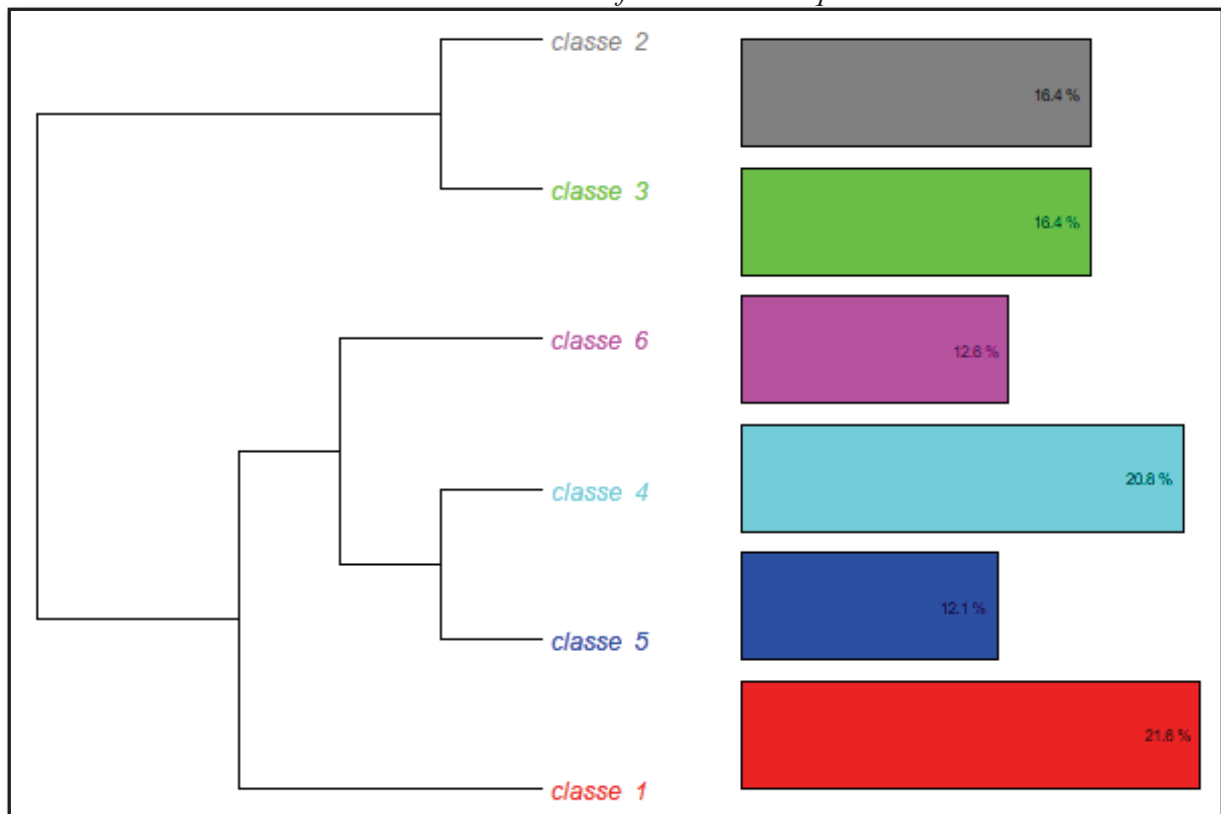 classe 2
16.4 %
classe 3
16.4 %
classe 6
12.6 %
classe 4
20.8 %
classe 5
12.1 %
classe 1
21.6 %